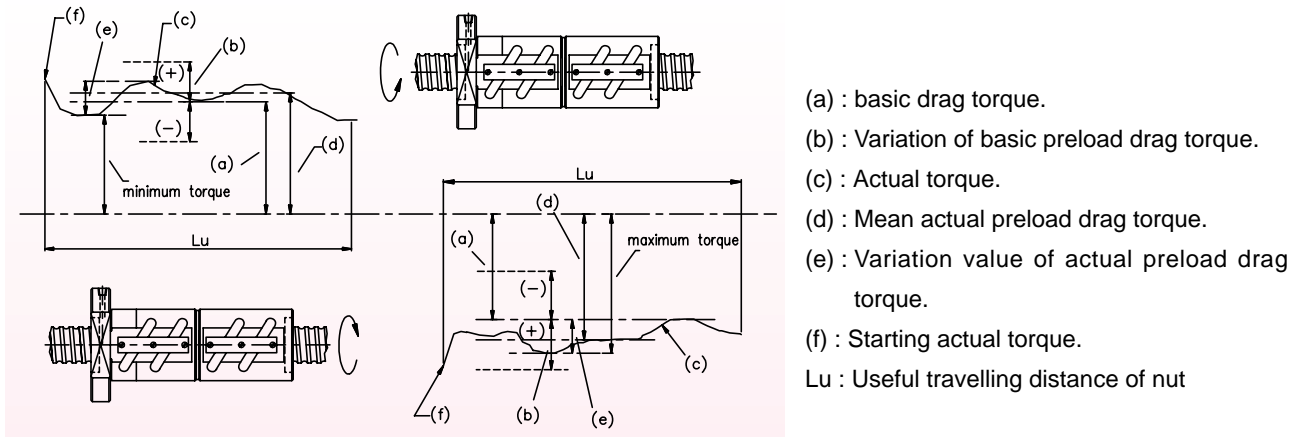 (f)
(e)
(c)
(b)
(+)
(−)
(a)
(d)
minimum torque
Lu
Lu
(d)
(a)
maximum torque
(−)
(+)
(c)
(f)
(b)
(e)
(a) : basic drag torque.
(b) : Variation of basic preload drag torque.
(c) : Actual torque.
(d) : Mean actual preload drag torque.
(e) : Variation value of actual preload drag
torque.
(f) : Starting actual torque.
Lu : Useful travelling distance of nut